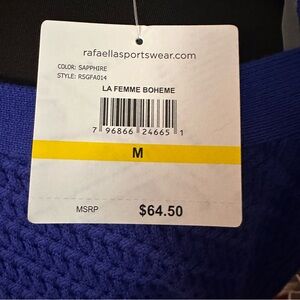 rafaellasportswear.com
COLOR: SAPPHIRE
STYLE: RSGFA014
LA FEMME BOHEME
7 96866 24665 1
M
MSRP $64.50